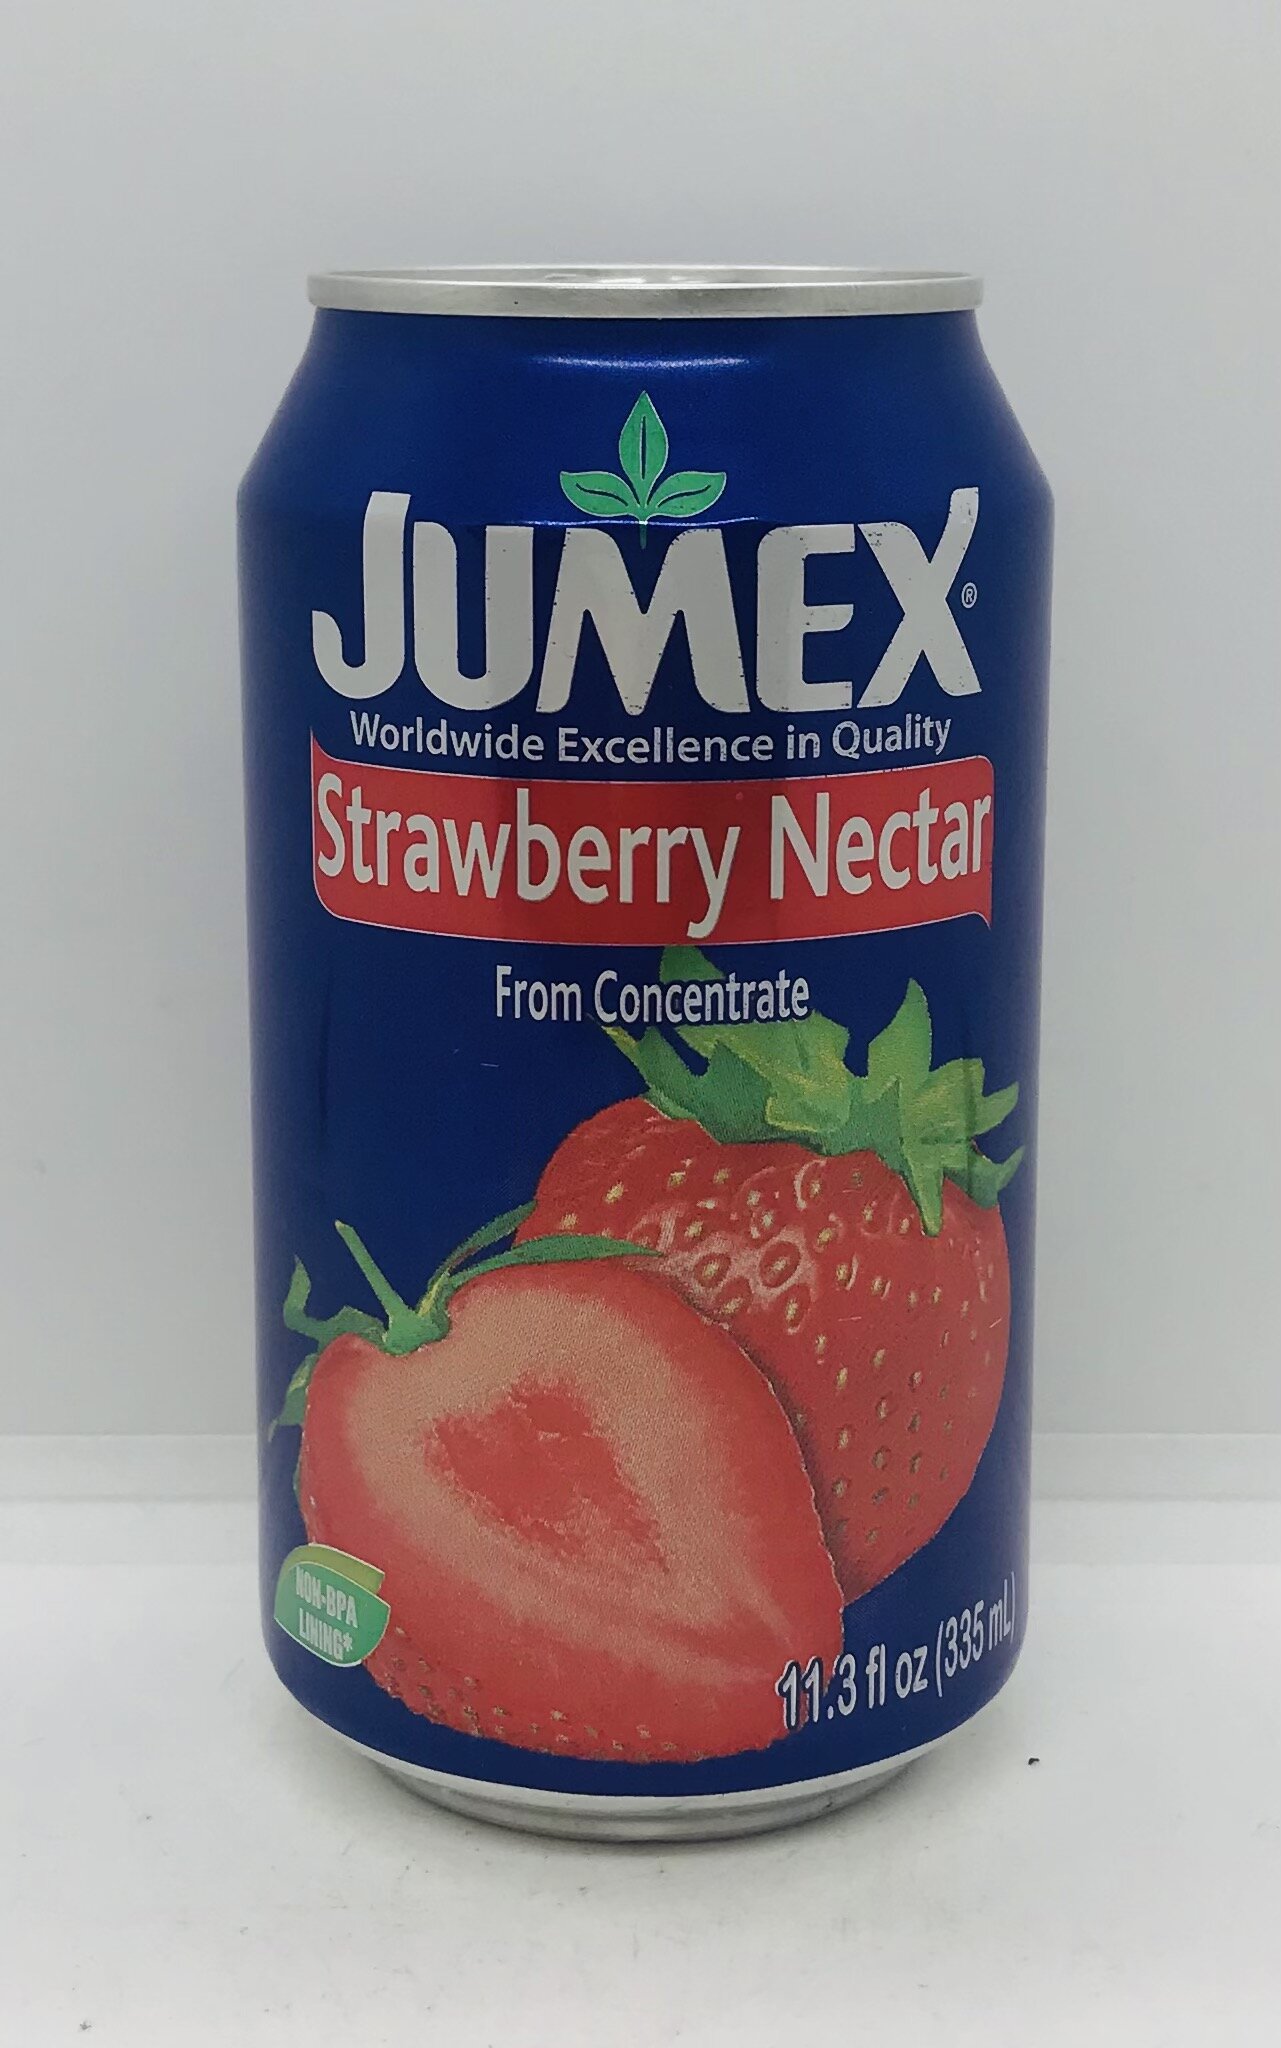 JUMEX®
Worldwide Excellence in Quality
Strawberry Nectar
From Concentrate
NON-BPA
LINING*
11.3 fl oz (335 mL)